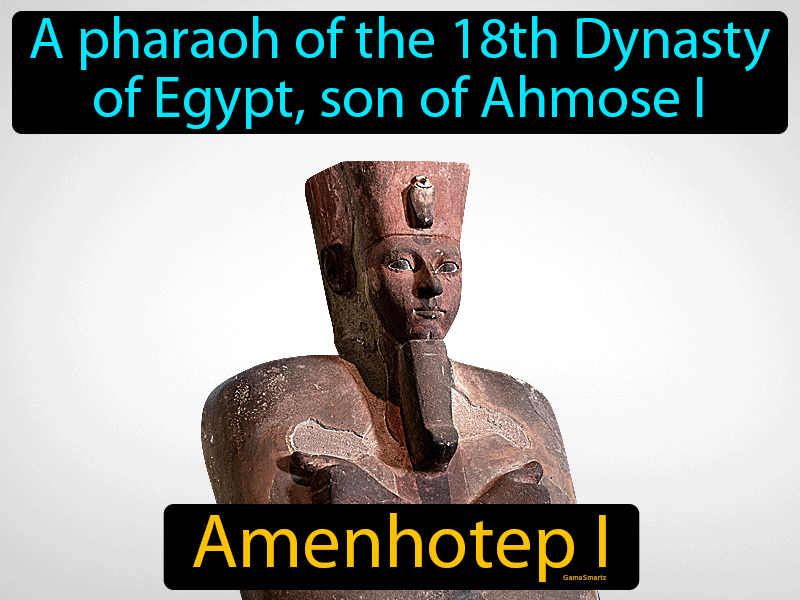 A pharaoh of the 18th Dynasty
of Egypt, son of Ahmose I
Amenhotep I
GameSmartz